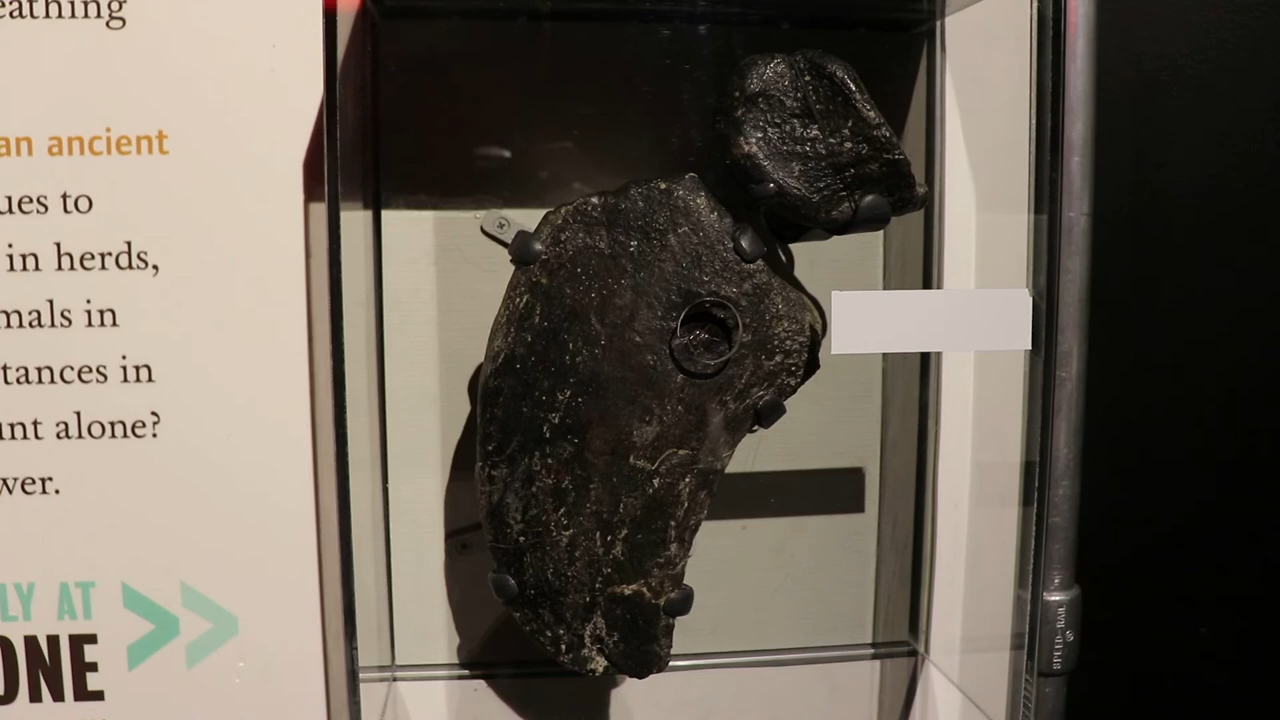 eathing
an ancient
ues to
in herds,
mals in
tances in
unt alone?
wer.
LY AT
ONE
SPEED-RAIL